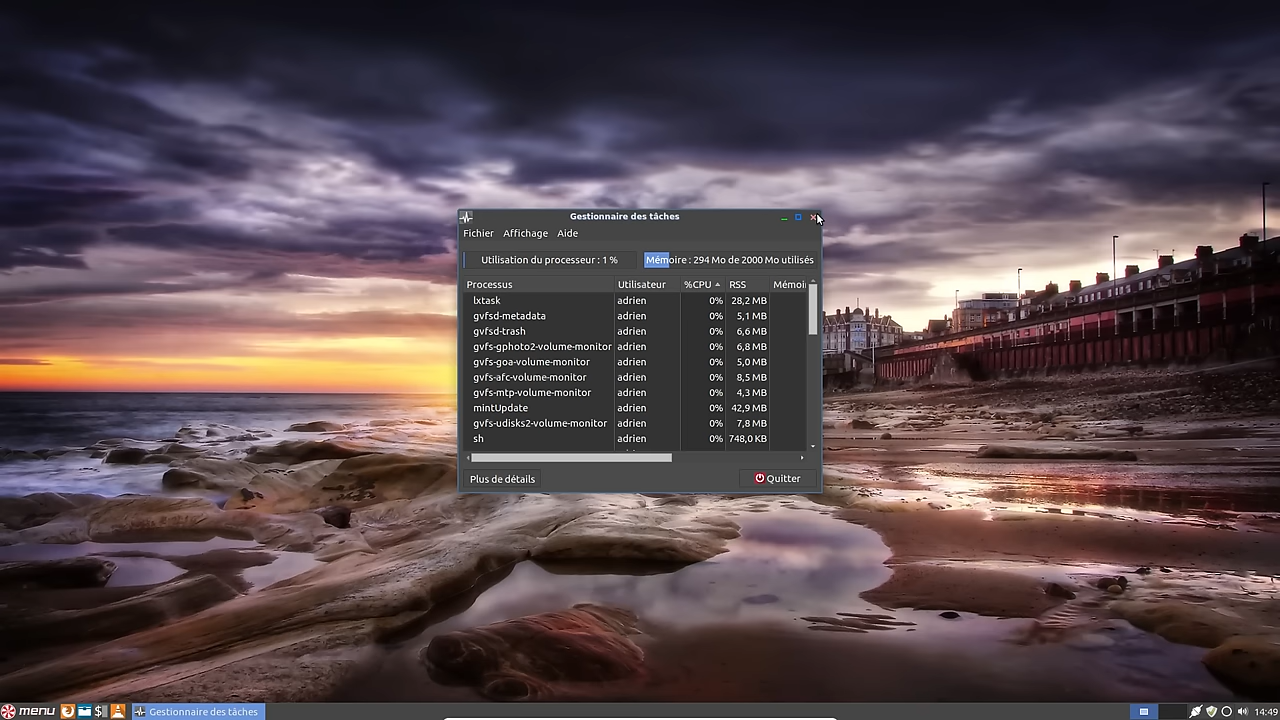 Gestionnaire des tâches
Fichier Affichage Aide
Utilisation du processeur : 1 % Mémoire : 294 Mo de 2000 Mo utilisés
Processus Utilisateur %CPU RSS Mémoi
lxtask adrien 0% 28,2 MB
gvfsd-metadata adrien 0% 5,1 MB
gvfsd-trash adrien 0% 6,6 MB
gvfs-gphoto2-volume-monitor adrien 0% 6,8 MB
gvfs-goa-volume-monitor adrien 0% 5,0 MB
gvfs-afc-volume-monitor adrien 0% 8,5 MB
gvfs-mtp-volume-monitor adrien 0% 4,3 MB
mintUpdate adrien 0% 42,9 MB
gvfs-udisks2-volume-monitor adrien 0% 7,8 MB
sh adrien 0% 748,0 KB
Plus de détails Quitter
menu $ Gestionnaire des tâches 14:49